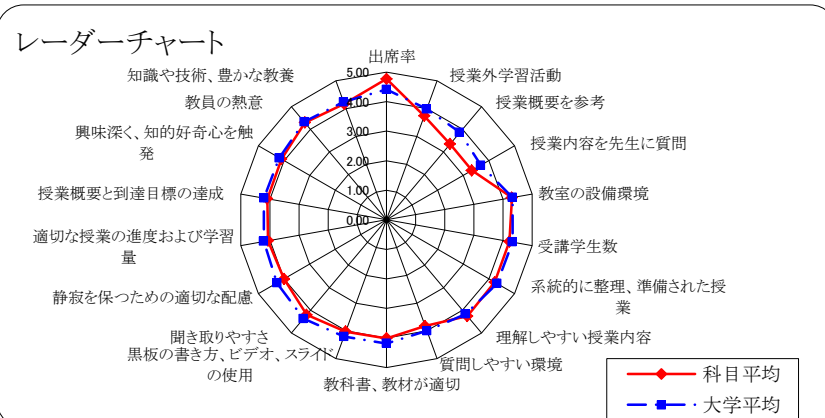 レーダーチャート
出席率
授業外学習活動
授業概要を参考
授業内容を先生に質問
教室の設備環境
受講学生数
系統的に整理、準備された授
業
理解しやすい授業内容
質問しやすい環境
教科書、教材が適切
黒板の書き方、ビデオ、スライド
の使用
聞き取りやすさ
静寂を保つための適切な配慮
適切な授業の進度および学習
量
授業概要と到達目標の達成
興味深く、知的好奇心を触
発
教員の熱意
知識や技術、豊かな教養
5.00
4.00
3.00
2.00
1.00
0.00
科目平均
大学平均